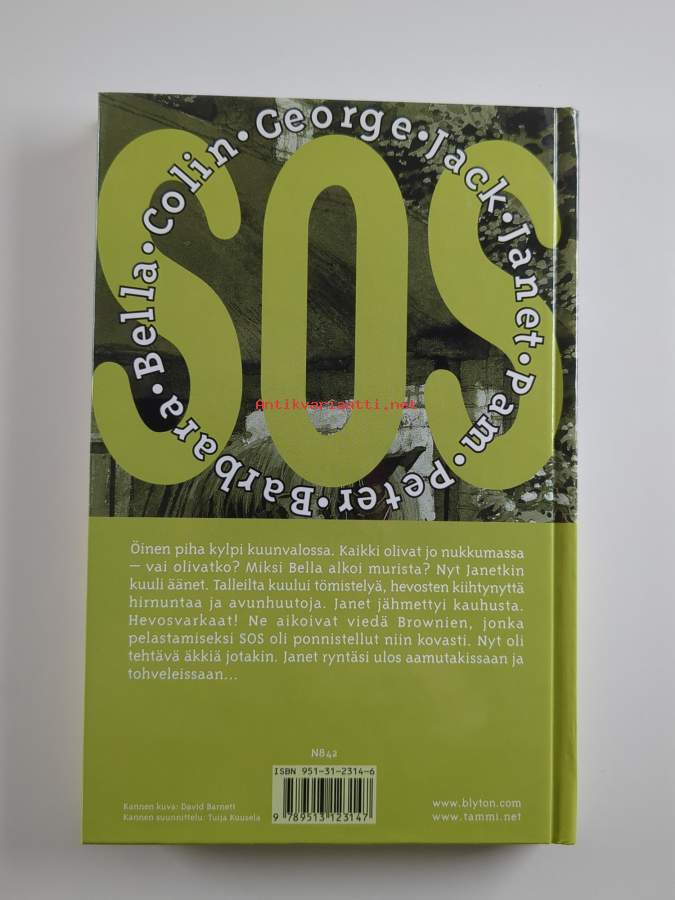 SOS
Bella • Colin • George • Jack • Janet • Pam • Peter • Barbara •
Antikvariaatti.net
Öinen piha kylpi kuunvalossa. Kaikki olivat jo nukkumassa
– vai olivatko? Miksi Bella alkoi murista? Nyt Janetkin
kuuli äänet. Talleilta kuului tömistelyä, hevosten kiihtynyttä
hirnuntaa ja avunhuutoja. Janet jähmettyi kauhusta.
Hevosvarkaat! Ne aikoivat viedä Brownien, jonka
pelastamiseksi SOS oli ponnistellut niin kovasti. Nyt oli
tehtävä äkkiä jotakin. Janet ryntäsi ulos aamutakissaan ja
tohveleissaan...
N842
ISBN 951-31-2314-6
9 789513 123147
Kannen kuva: David Barnett
Kannen suunnittelu: Tuija Kuusela
www.blyton.com
www.tammi.net